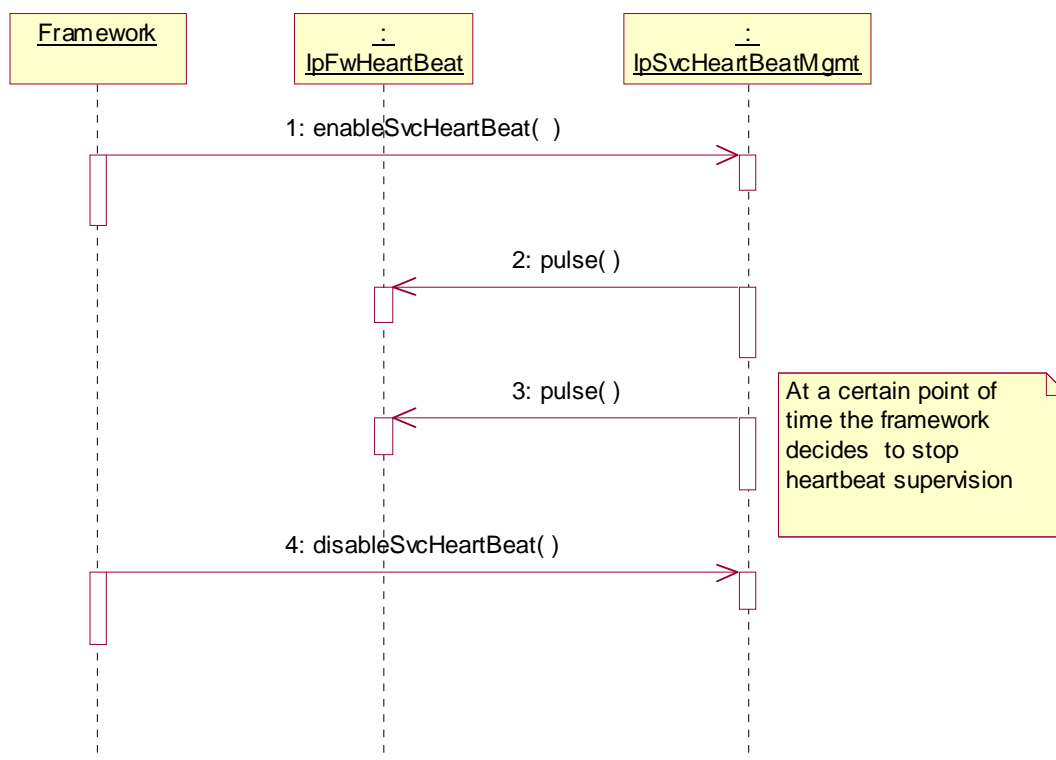 Framework
:
IpFwHeartBeat
:
IpSvcHeartBeatMgmt
1: enableSvcHeartBeat( )
2: pulse( )
3: pulse( )
At a certain point of
time the framework
decides to stop
heartbeat supervision
4: disableSvcHeartBeat( )